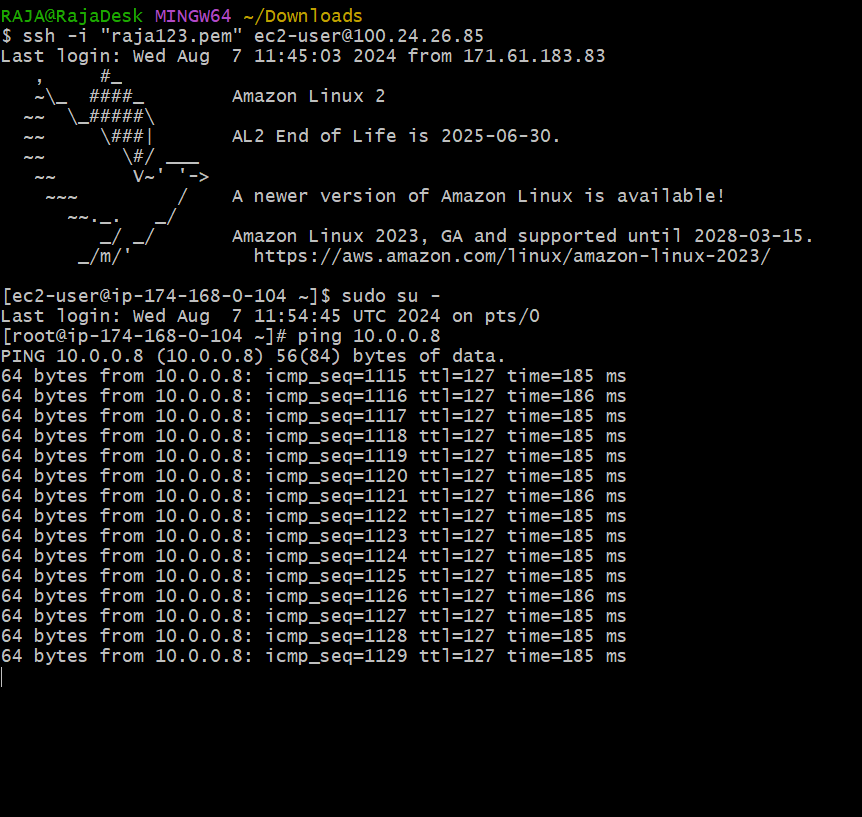 RAJA@RajaDesk MINGW64 ~/Downloads
$ ssh -i "raja123.pem" ec2-user@100.24.26.85
Last login: Wed Aug  7 11:45:03 2024 from 171.61.183.83
   ,     #_
   ~\_  ####_        Amazon Linux 2
  ~~  \_#####\
  ~~     \###|       AL2 End of Life is 2025-06-30.
  ~~       \#/ ___
   ~~       V~' '->
    ~~~         /    A newer version of Amazon Linux is available!
      ~~._.   _/
         _/ _/       Amazon Linux 2023, GA and supported until 2028-03-15.
       _/m/'           https://aws.amazon.com/linux/amazon-linux-2023/
[ec2-user@ip-174-168-0-104 ~]$ sudo su -
Last login: Wed Aug  7 11:54:45 UTC 2024 on pts/0
[root@ip-174-168-0-104 ~]# ping 10.0.0.8
PING 10.0.0.8 (10.0.0.8) 56(84) bytes of data.
64 bytes from 10.0.0.8: icmp_seq=1115 ttl=127 time=185 ms
64 bytes from 10.0.0.8: icmp_seq=1116 ttl=127 time=186 ms
64 bytes from 10.0.0.8: icmp_seq=1117 ttl=127 time=185 ms
64 bytes from 10.0.0.8: icmp_seq=1118 ttl=127 time=185 ms
64 bytes from 10.0.0.8: icmp_seq=1119 ttl=127 time=185 ms
64 bytes from 10.0.0.8: icmp_seq=1120 ttl=127 time=185 ms
64 bytes from 10.0.0.8: icmp_seq=1121 ttl=127 time=186 ms
64 bytes from 10.0.0.8: icmp_seq=1122 ttl=127 time=185 ms
64 bytes from 10.0.0.8: icmp_seq=1123 ttl=127 time=185 ms
64 bytes from 10.0.0.8: icmp_seq=1124 ttl=127 time=185 ms
64 bytes from 10.0.0.8: icmp_seq=1125 ttl=127 time=185 ms
64 bytes from 10.0.0.8: icmp_seq=1126 ttl=127 time=186 ms
64 bytes from 10.0.0.8: icmp_seq=1127 ttl=127 time=185 ms
64 bytes from 10.0.0.8: icmp_seq=1128 ttl=127 time=185 ms
64 bytes from 10.0.0.8: icmp_seq=1129 ttl=127 time=185 ms